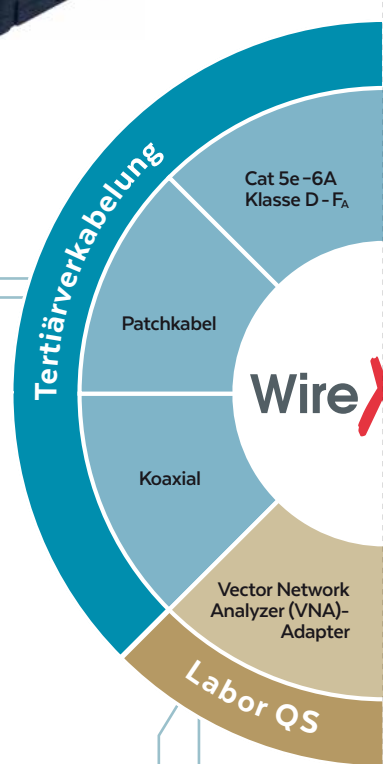 Tertiärverkabelung
Cat 5e–6A
Klasse D - FA
Patchkabel
Wire
Koaxial
Vector Network
Analyzer (VNA)-
Adapter
Labor QS